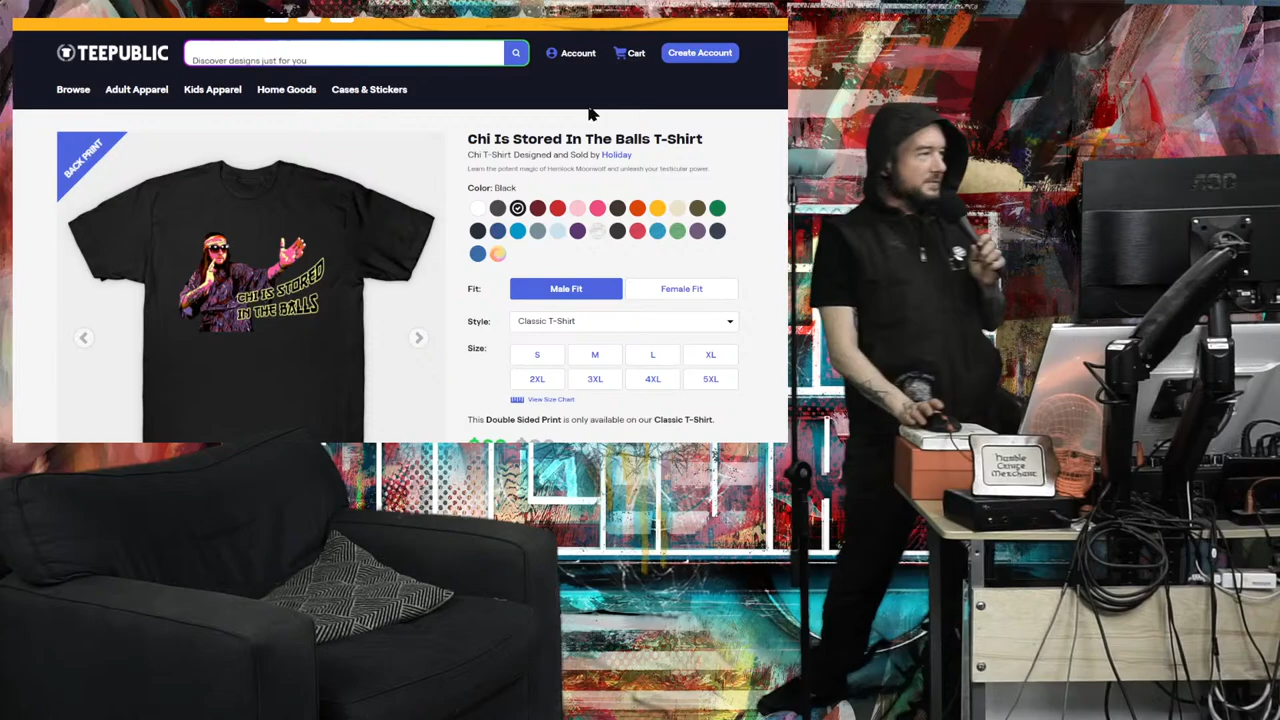 TEEPUBLIC
Discover designs just for you
Account
Cart
Create Account
Browse
Adult Apparel
Kids Apparel
Home Goods
Cases & Stickers
BACK PRINT
CHI IS STORED
IN THE BALLS
Chi Is Stored In The Balls T-Shirt
Chi T-Shirt Designed and Sold by Holiday
Learn the potent magic of Hemlock Moonwolf and unleash your testicular power.
Color: Black
Fit:
Male Fit
Female Fit
Style:
Classic T-Shirt
Size:
S
M
L
XL
2XL
3XL
4XL
5XL
View Size Chart
This Double Sided Print is only available on our Classic T-Shirt.
AOC
Humble
Cringe
Merchant